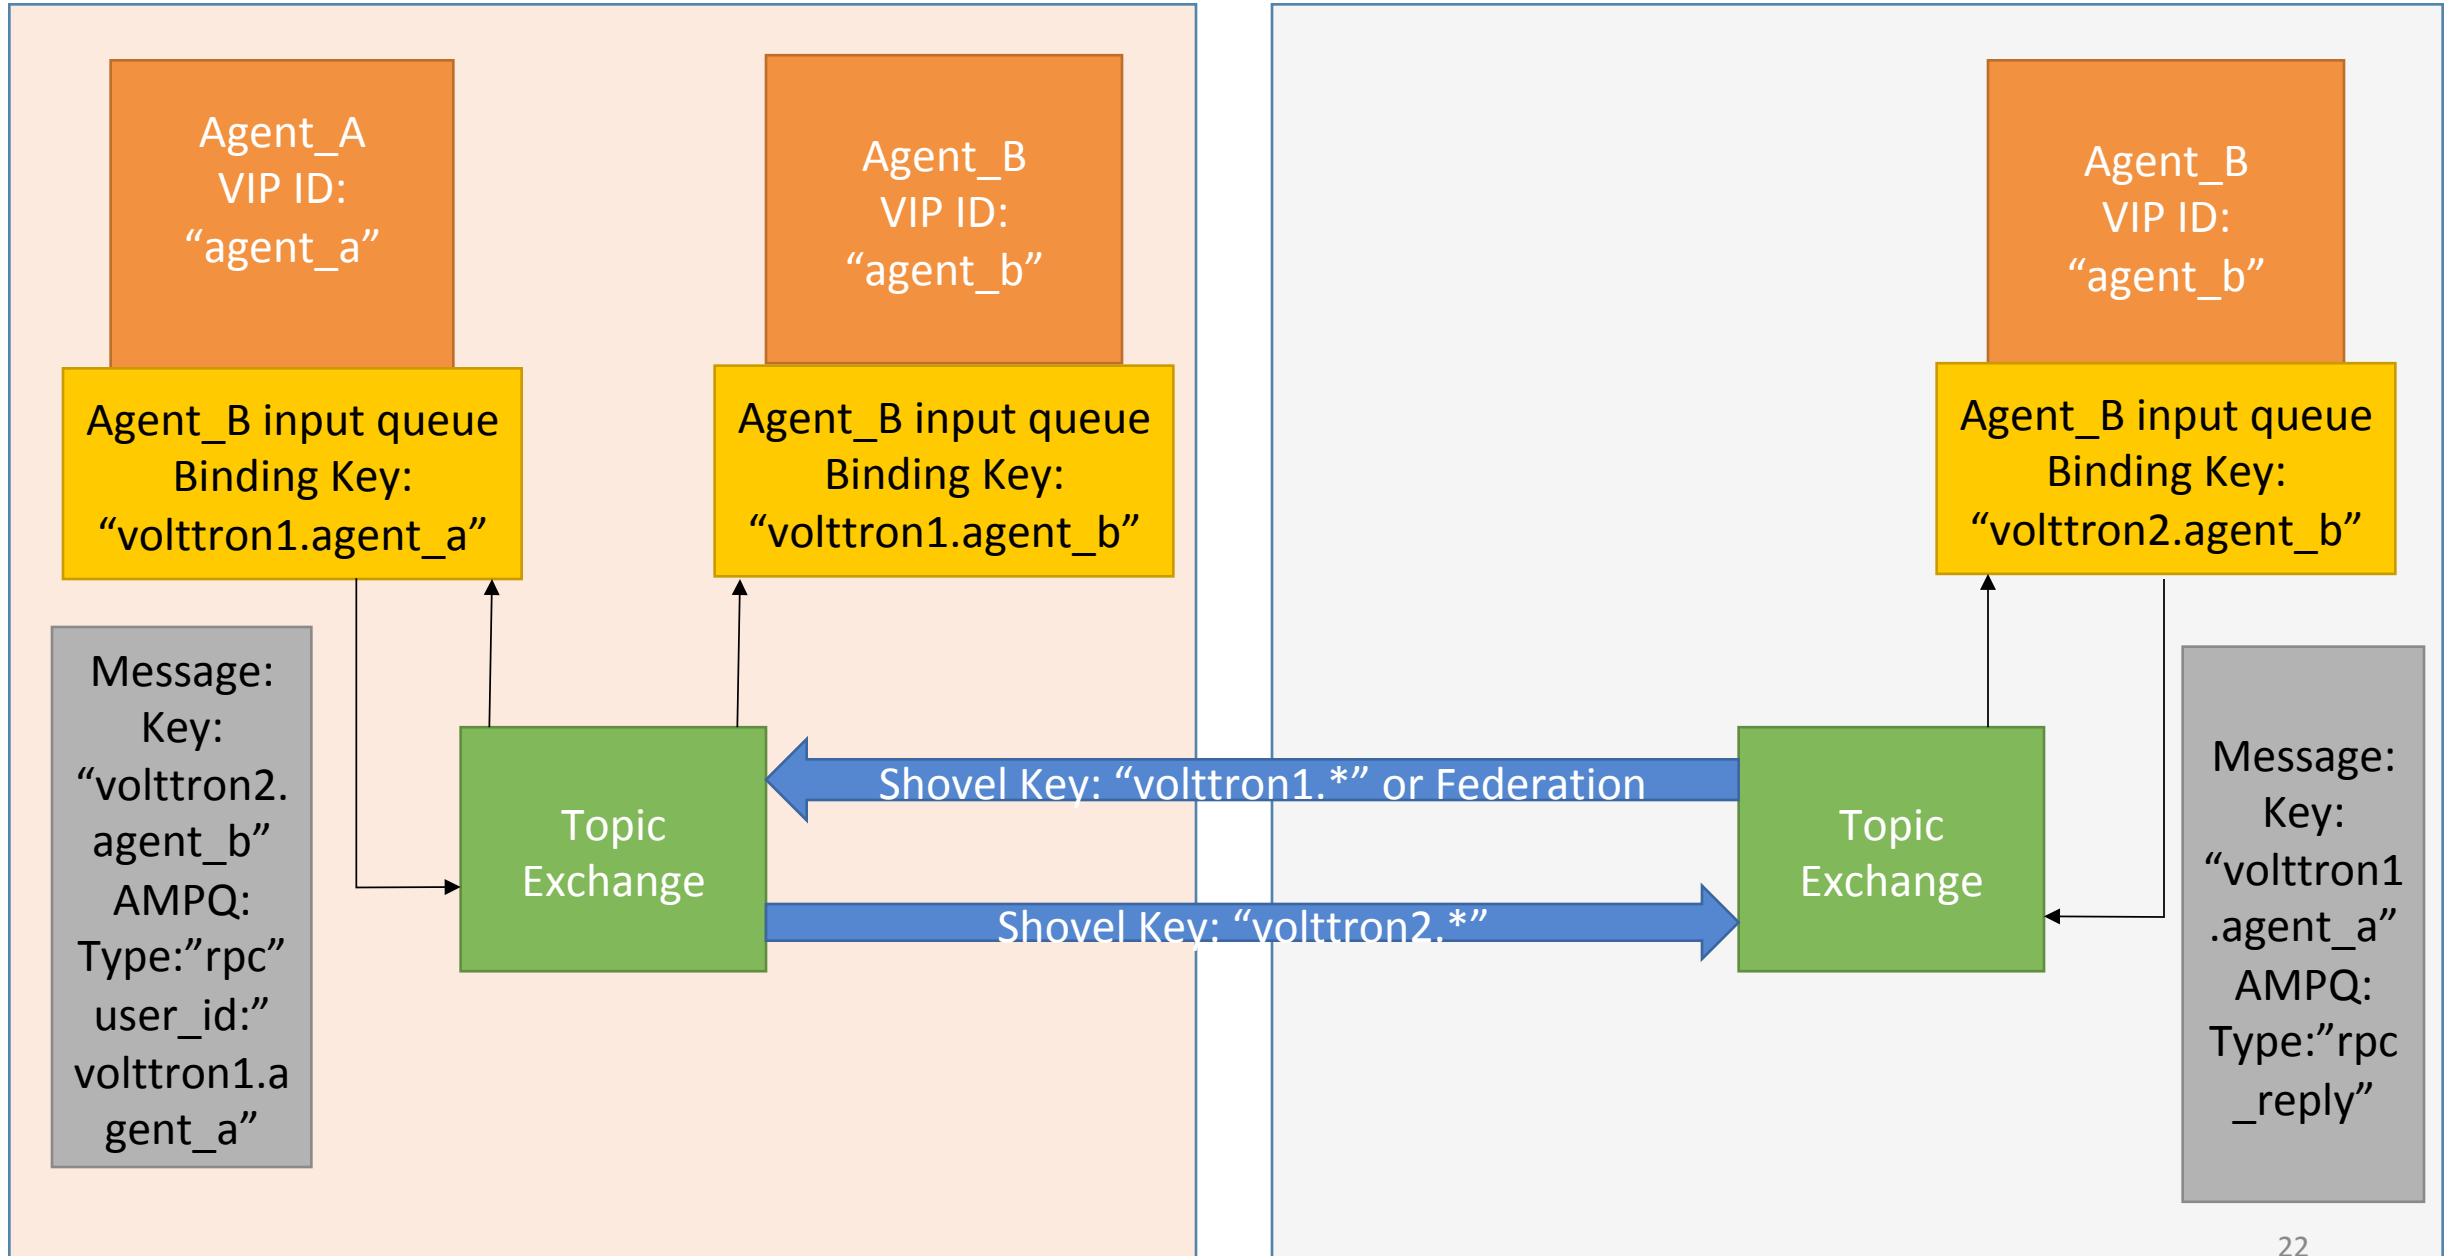 Agent_A
VIP ID:
“agent_a”
Agent_B input queue
Binding Key:
“volttron1.agent_a”
Agent_B
VIP ID:
“agent_b”
Agent_B input queue
Binding Key:
“volttron1.agent_b”
Agent_B
VIP ID:
“agent_b”
Agent_B input queue
Binding Key:
“volttron2.agent_b”
Message:
Key:
“volttron2.
agent_b”
AMPQ:
Type:”rpc”
user_id:”
volttron1.a
gent_a”
Topic
Exchange
Shovel Key: “volttron1.*” or Federation
Shovel Key: “volttron2.*”
Topic
Exchange
Message:
Key:
“volttron1
.agent_a”
AMPQ:
Type:”rpc
_reply”
22